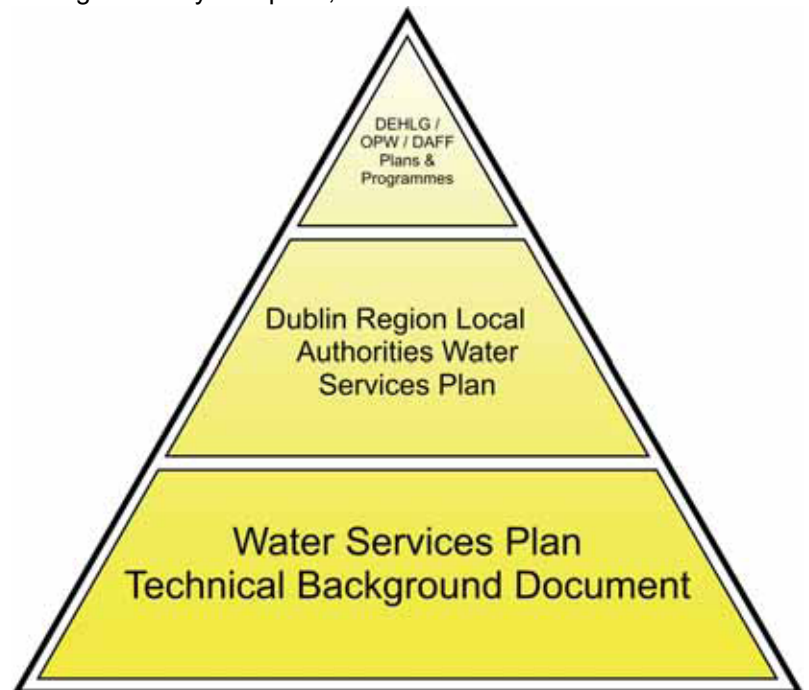 DEHLG /
OPW / DAFF
Plans &
Programmes
Dublin Region Local
Authorities Water
Services Plan
Water Services Plan
Technical Background Document